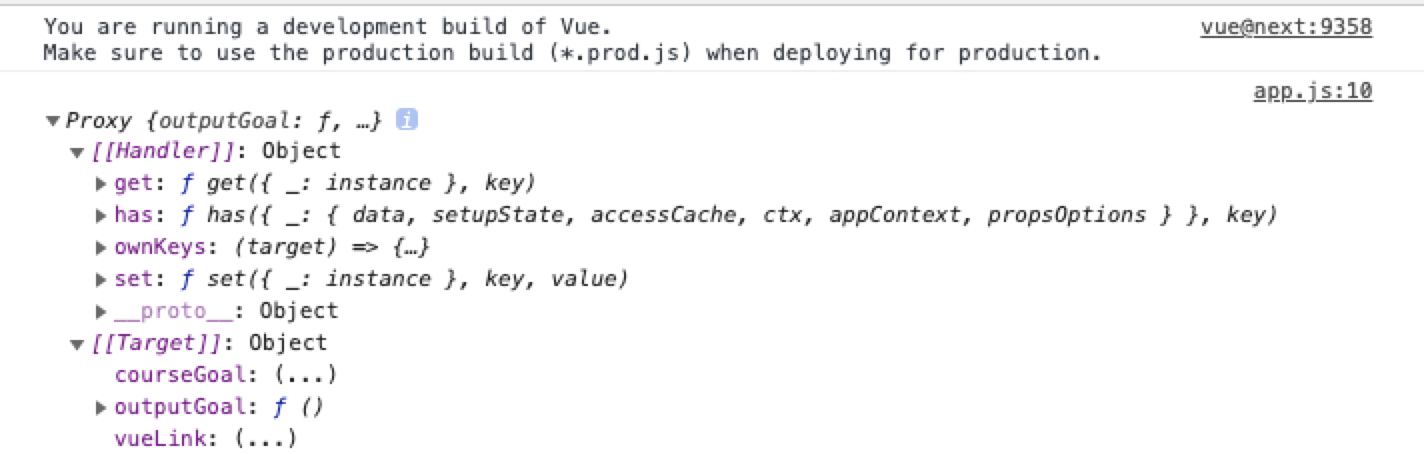 You are running a development build of Vue. vue@next:9358
Make sure to use the production build (*.prod.js) when deploying for production.
app.js:10
▼Proxy {outputGoal: ƒ, …} i
▼[[Handler]]: Object
▶get: ƒ get({ _: instance }, key)
▶has: ƒ has({ _: { data, setupState, accessCache, ctx, appContext, propsOptions } }, key)
▶ownKeys: (target) => {…}
▶set: ƒ set({ _: instance }, key, value)
▶__proto__: Object
▼[[Target]]: Object
courseGoal: (...)
▶outputGoal: ƒ ()
vueLink: (...)